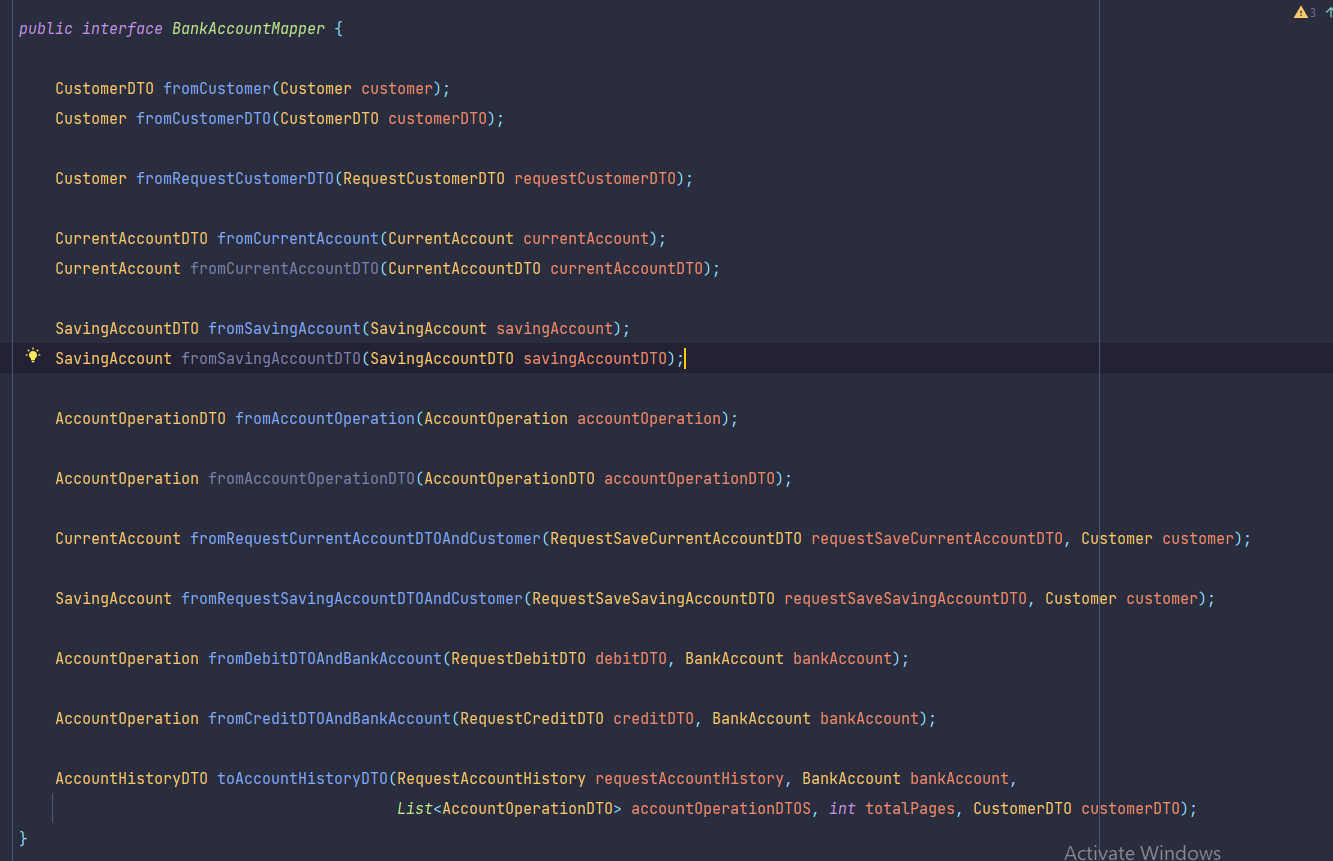 public interface BankAccountMapper {
3
CustomerDTO fromCustomer(Customer customer);
Customer fromCustomerDTO(CustomerDTO customerDTO);
Customer fromRequestCustomerDTO(RequestCustomerDTO requestCustomerDTO);
CurrentAccountDTO fromCurrentAccount(CurrentAccount currentAccount);
CurrentAccount fromCurrentAccountDTO(CurrentAccountDTO currentAccountDTO);
SavingAccountDTO fromSavingAccount(SavingAccount savingAccount);
SavingAccount fromSavingAccountDTO(SavingAccountDTO savingAccountDTO);
AccountOperationDTO fromAccountOperation(AccountOperation accountOperation);
AccountOperation fromAccountOperationDTO(AccountOperationDTO accountOperationDTO);
CurrentAccount fromRequestCurrentAccountDTOAndCustomer(RequestSaveCurrentAccountDTO requestSaveCurrentAccountDTO, Customer customer);
SavingAccount fromRequestSavingAccountDTOAndCustomer(RequestSaveSavingAccountDTO requestSaveSavingAccountDTO, Customer customer);
AccountOperation fromDebitDTOAndBankAccount(RequestDebitDTO debitDTO, BankAccount bankAccount);
AccountOperation fromCreditDTOAndBankAccount(RequestCreditDTO creditDTO, BankAccount bankAccount);
AccountHistoryDTO toAccountHistoryDTO(RequestAccountHistory requestAccountHistory, BankAccount bankAccount,
List<AccountOperationDTO> accountOperationDTOS, int totalPages, CustomerDTO customerDTO);
}
Activate Windows